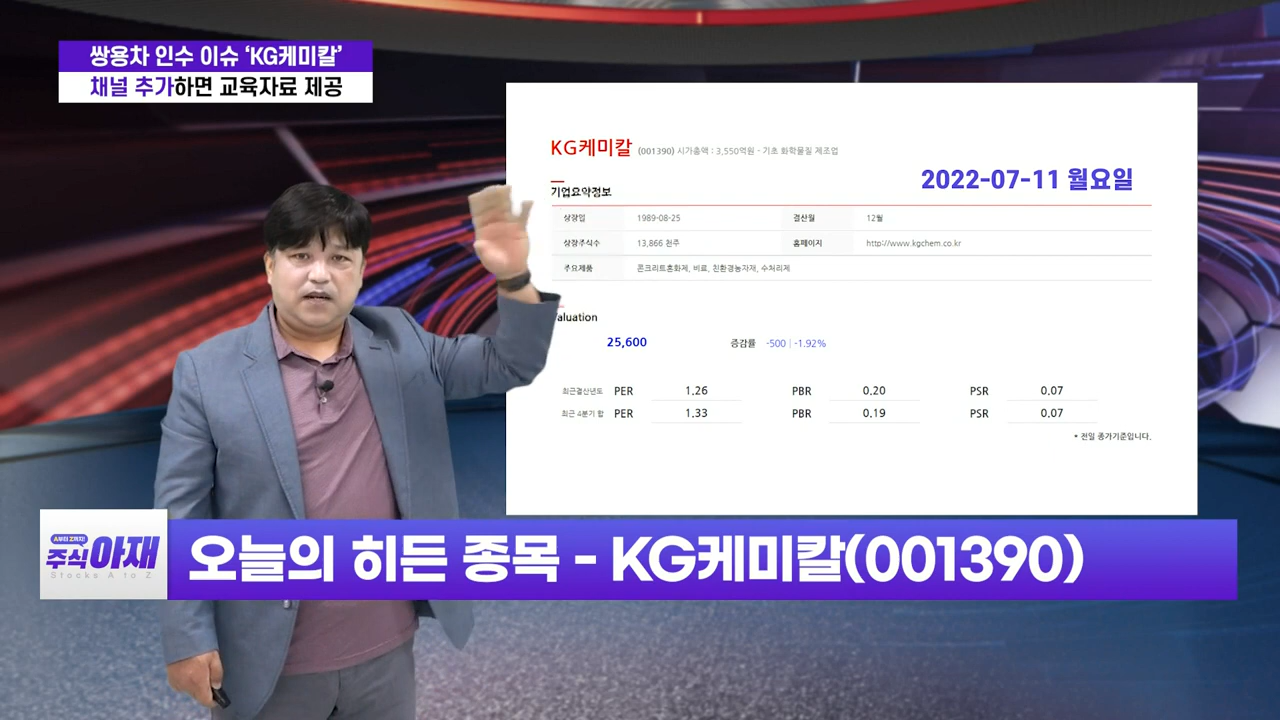 쌍용차 인수 이슈 ‘KG케미칼’
채널 추가하면 교육자료 제공
KG케미칼 (001390) 시가총액 : 3,550억원 - 기초 화학물질 제조업
2022-07-11 월요일
기업요약정보
상장일 1989-08-25 결산월 12월
상장주식수 13,866 천주 홈페이지 http://www.kgchem.co.kr
주요제품 콘크리트혼화제, 비료, 친환경농자재, 수처리제
aluation
25,600 증감률 -500 | -1.92%
최근결산년도 PER 1.26 PBR 0.20 PSR 0.07
최근 4분기 합 PER 1.33 PBR 0.19 PSR 0.07
* 전일 종가기준입니다.
A부터 Z까지!
주식아재
Stocks A to Z
오늘의 히든 종목 - KG케미칼(001390)